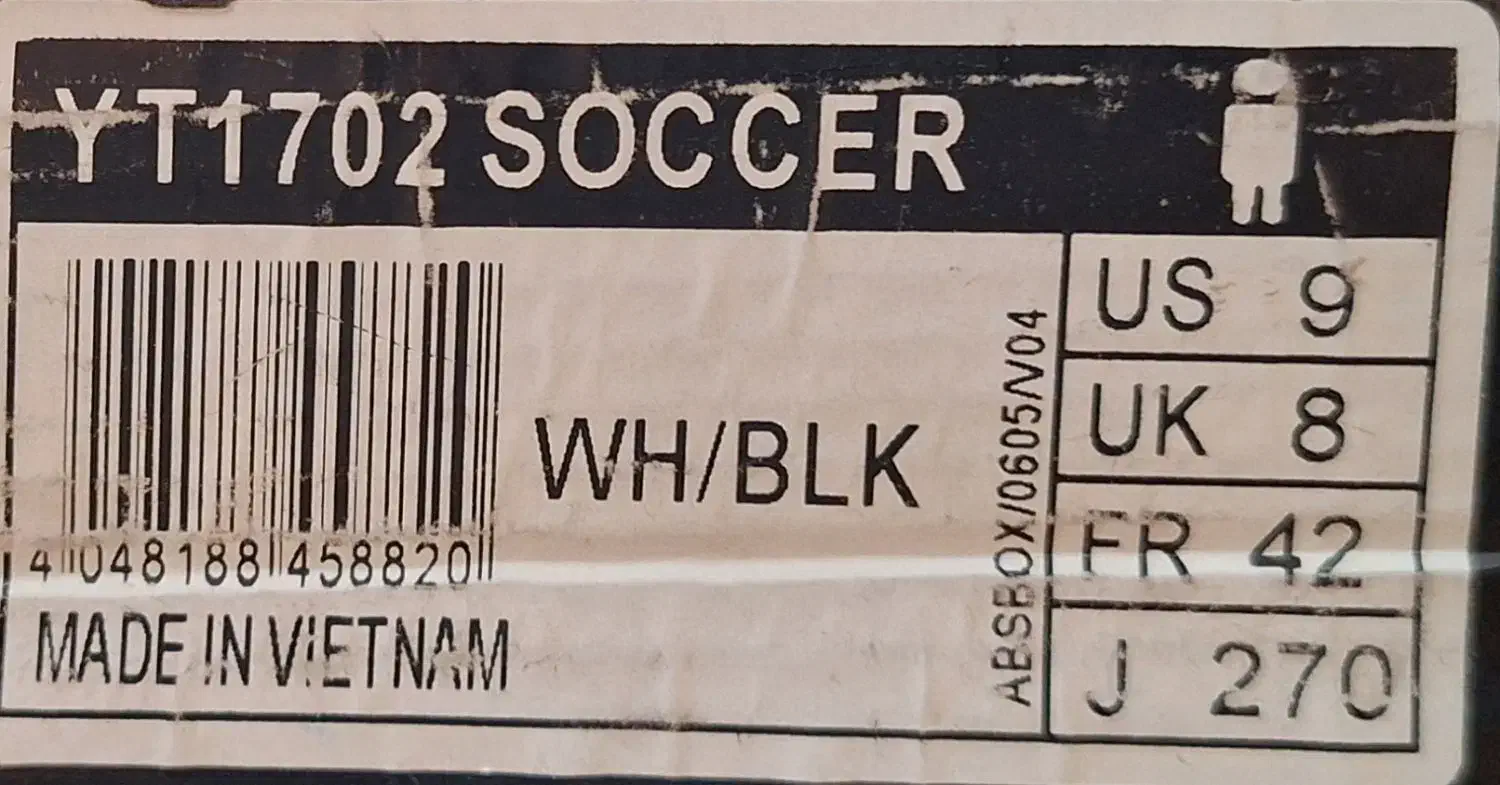 YT1702 SOCCER
4 048188 458820
MADE IN VIETNAM
WH/BLK
ABSBOX/0605/V04
US 9
UK 8
FR 42
J 270